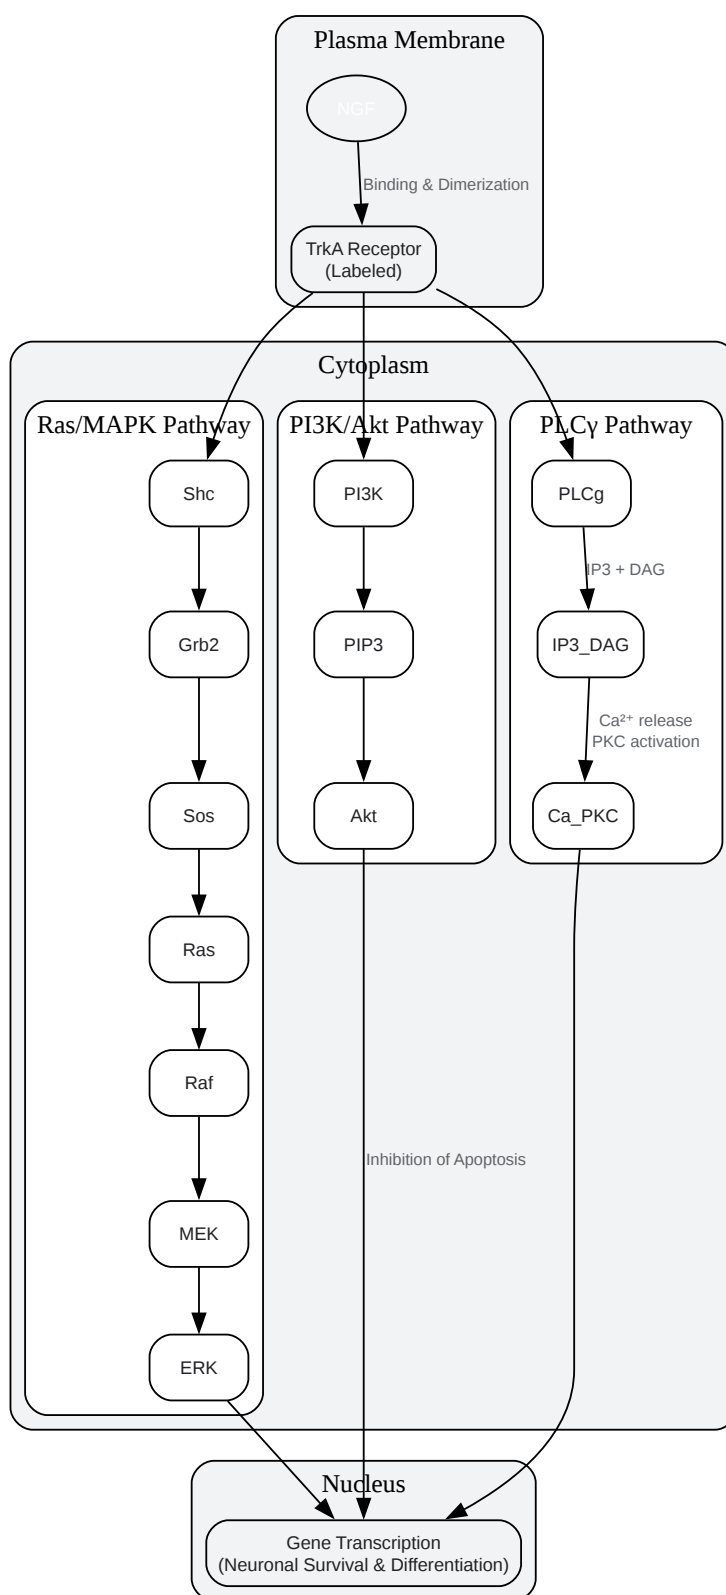 Plasma Membrane
NGF
Binding & Dimerization
TrkA Receptor
(Labeled)
Cytoplasm
Ras/MAPK Pathway
PI3K/Akt Pathway
PLCγ Pathway
Shc
PI3K
PLCg
IP3 + DAG
Grb2
PIP3
IP3_DAG
Ca²⁺ release
PKC activation
Sos
Akt
Ca_PKC
Ras
Raf
Inhibition of Apoptosis
MEK
ERK
Nucleus
Gene Transcription
(Neuronal Survival & Differentiation)